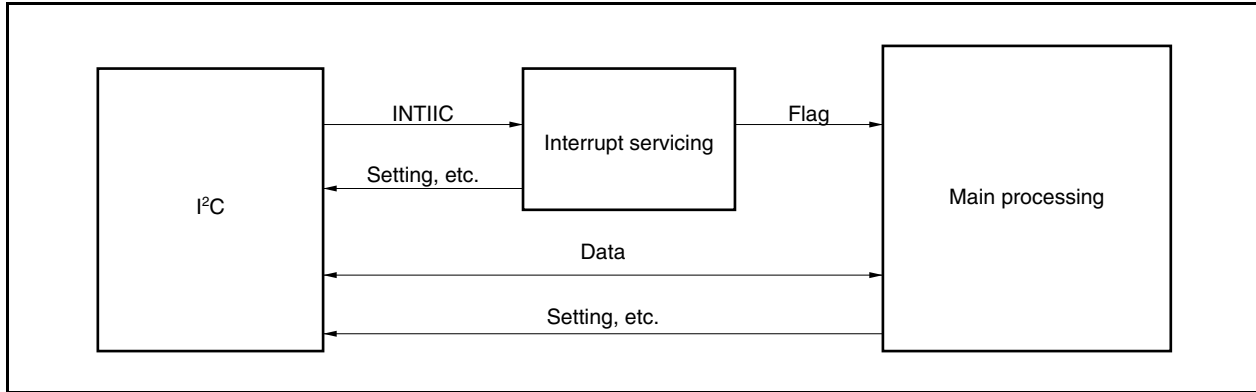 INTIIC
Flag
Interrupt servicing
Setting, etc.
I²C
Main processing
Data
Setting, etc.